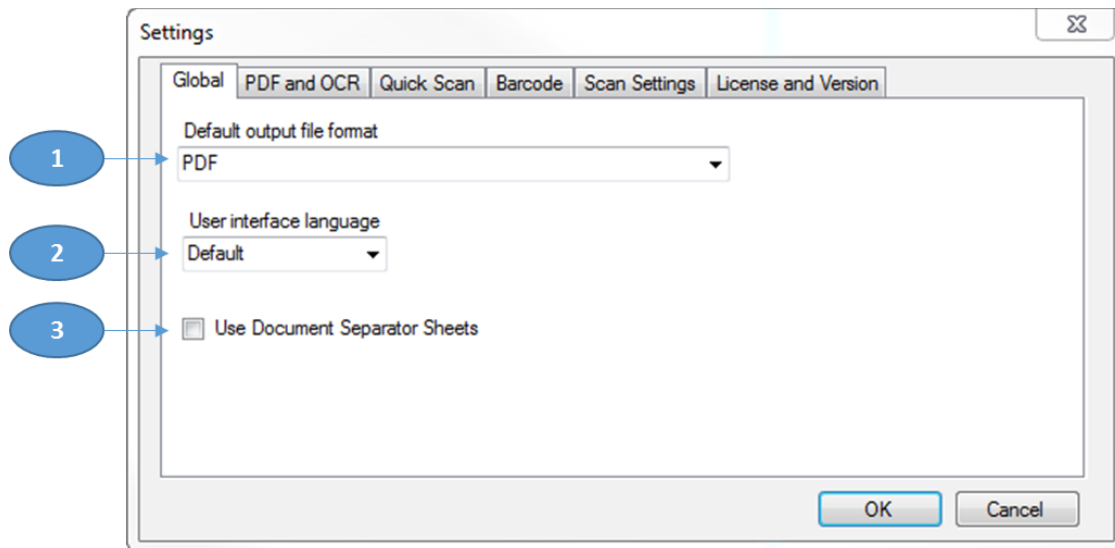 Settings
Global PDF and OCR Quick Scan Barcode Scan Settings License and Version
Default output file format
1
PDF
User interface language
2
Default
3
Use Document Separator Sheets
OK Cancel